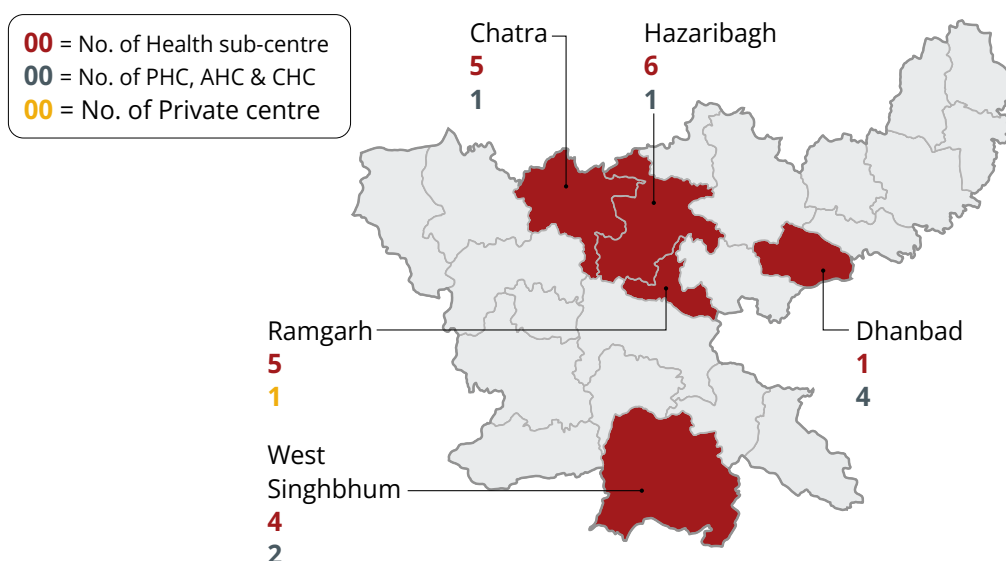 00 = No. of Health sub-centre
00 = No. of PHC, AHC & CHC
00 = No. of Private centre
Chatra
5
1
Hazaribagh
6
1
Ramgarh
5
1
Dhanbad
1
4
West
Singhbhum
4
2